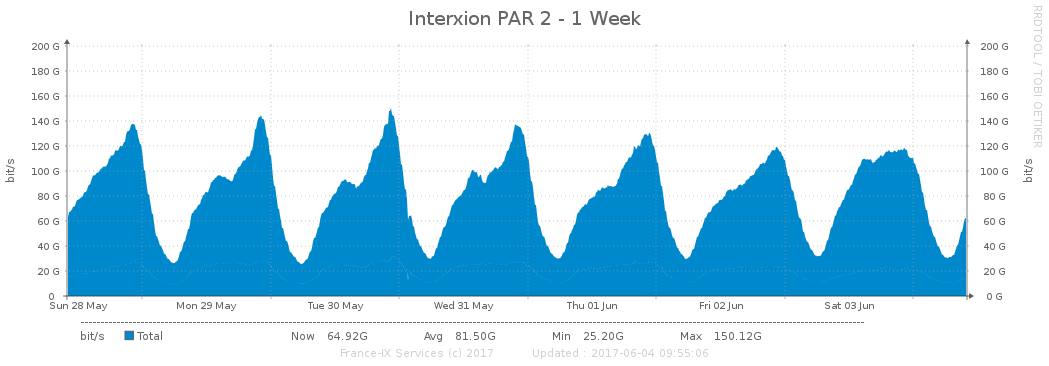 Interxion PAR 2 - 1 Week
RRDTOOL / TOBI OETIKER
bit/s
200 G 200 G
180 G 180 G
160 G 160 G
140 G 140 G
120 G 120 G
100 G 100 G
80 G 80 G
60 G 60 G
40 G 40 G
20 G 20 G
0 0 G
bit/s
Sun 28 May Mon 29 May Tue 30 May Wed 31 May Thu 01 Jun Fri 02 Jun Sat 03 Jun
bit/s Total Now 64.92G Avg 81.50G Min 25.20G Max 150.12G
France-IX Services (c) 2017 Updated : 2017-06-04 09:55:06